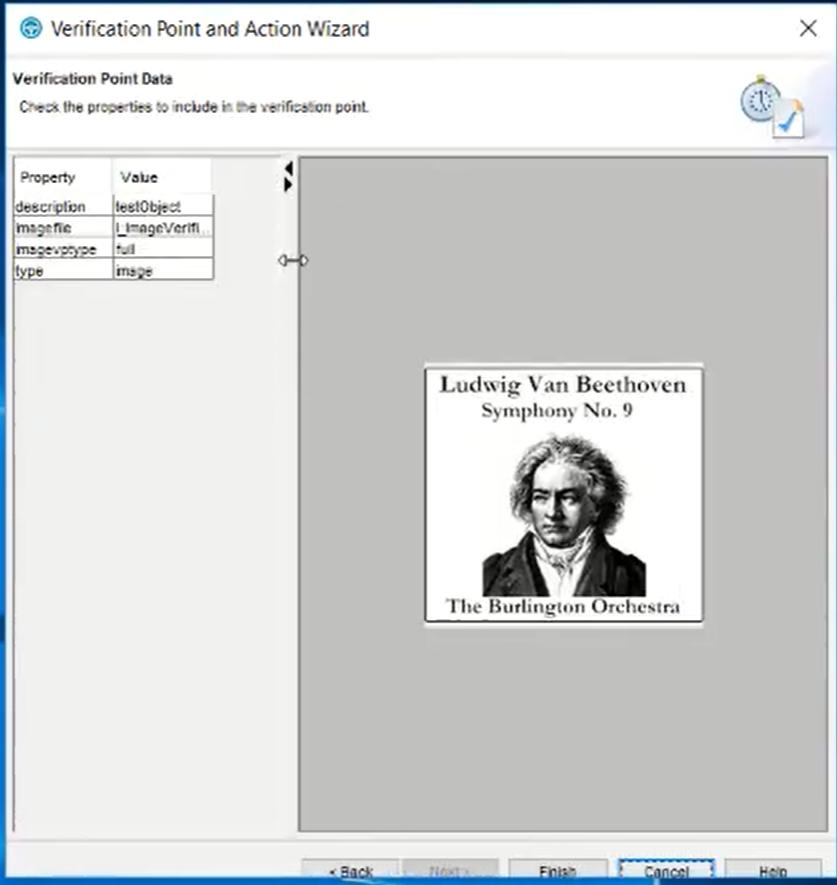 Verification Point and Action Wizard
Verification Point Data
Check the properties to include in the verification point.
Property Value
description testObject
imagefile I_ImageVerifi..
imagevptype full
type image
Ludwig Van Beethoven
Symphony No. 9
The Burlington Orchestra
< Back Next > Finish Cancel Help